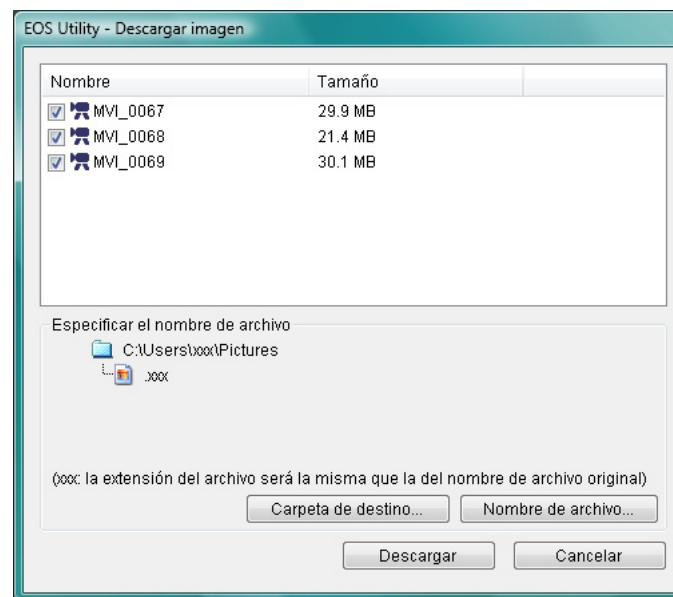 EOS Utility - Descargar imagen
Nombre Tamaño
MVI_0067 29.9 MB
MVI_0068 21.4 MB
MVI_0069 30.1 MB
Especificar el nombre de archivo
C:\Users\xxx\Pictures
.xxx
(xxx: la extensión del archivo será la misma que la del nombre de archivo original)
Carpeta de destino... Nombre de archivo...
Descargar Cancelar